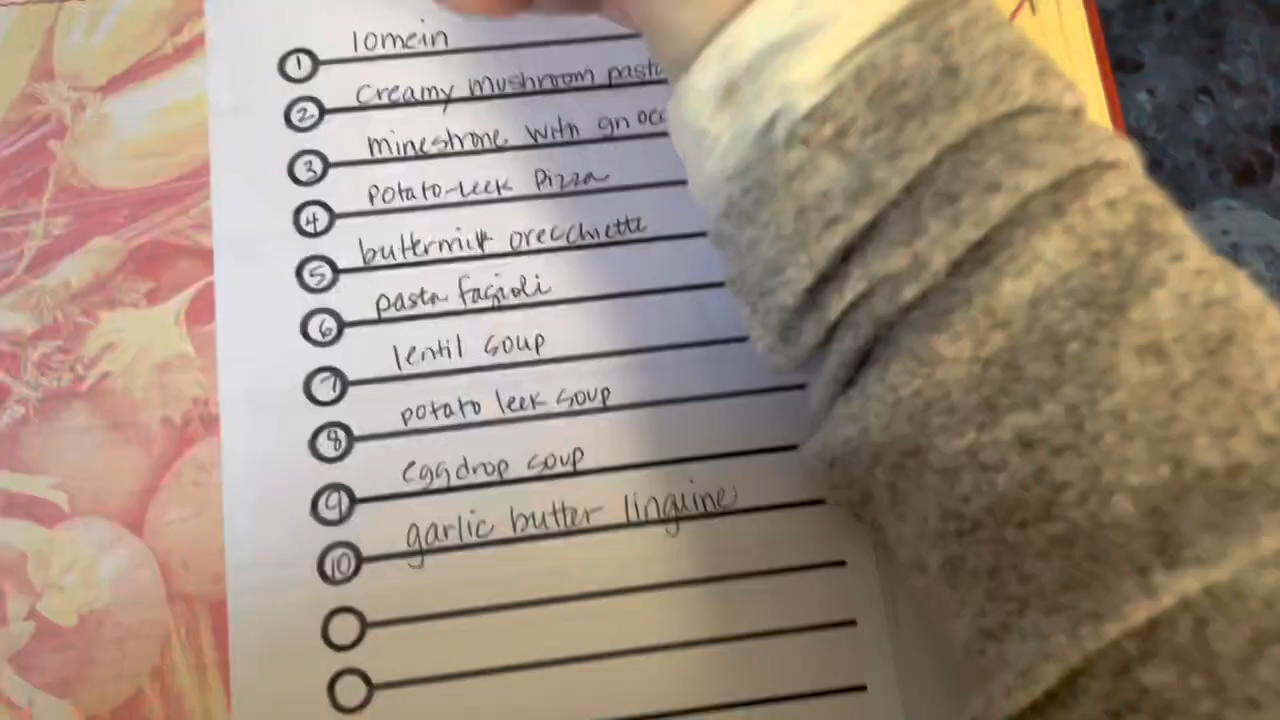 1 lomein
2 creamy mushroom pasta
3 minestrone with gnocc
4 potato-leek pizza
5 buttermilk orecchiette
6 pasta fagioli
7 lentil soup
8 potato leek soup
9 eggdrop soup
10 garlic butter linguine